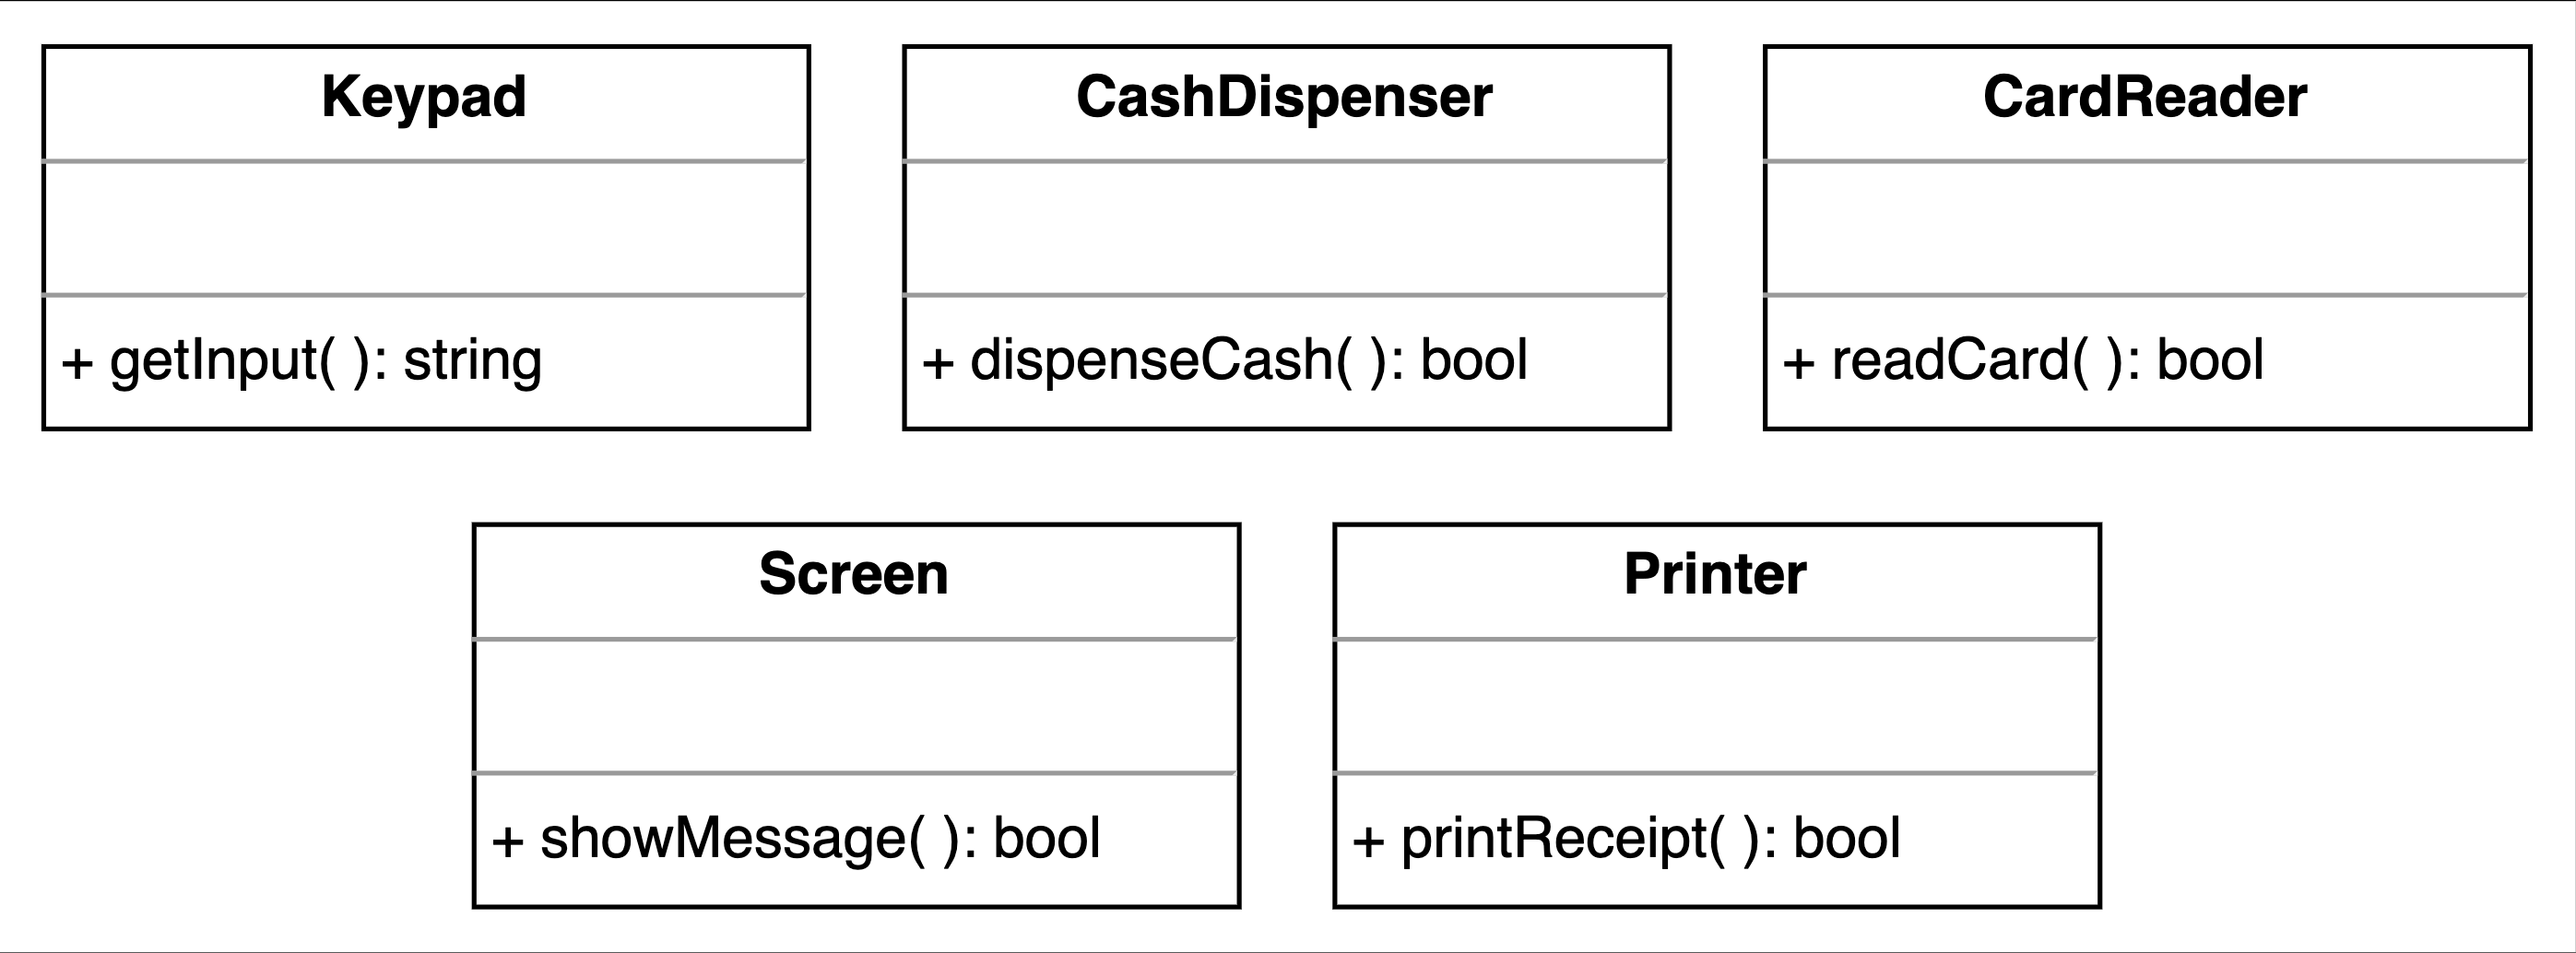 Keypad
+ getInput( ): string
CashDispenser
+ dispenseCash( ): bool
CardReader
+ readCard( ): bool
Screen
+ showMessage( ): bool
Printer
+ printReceipt( ): bool